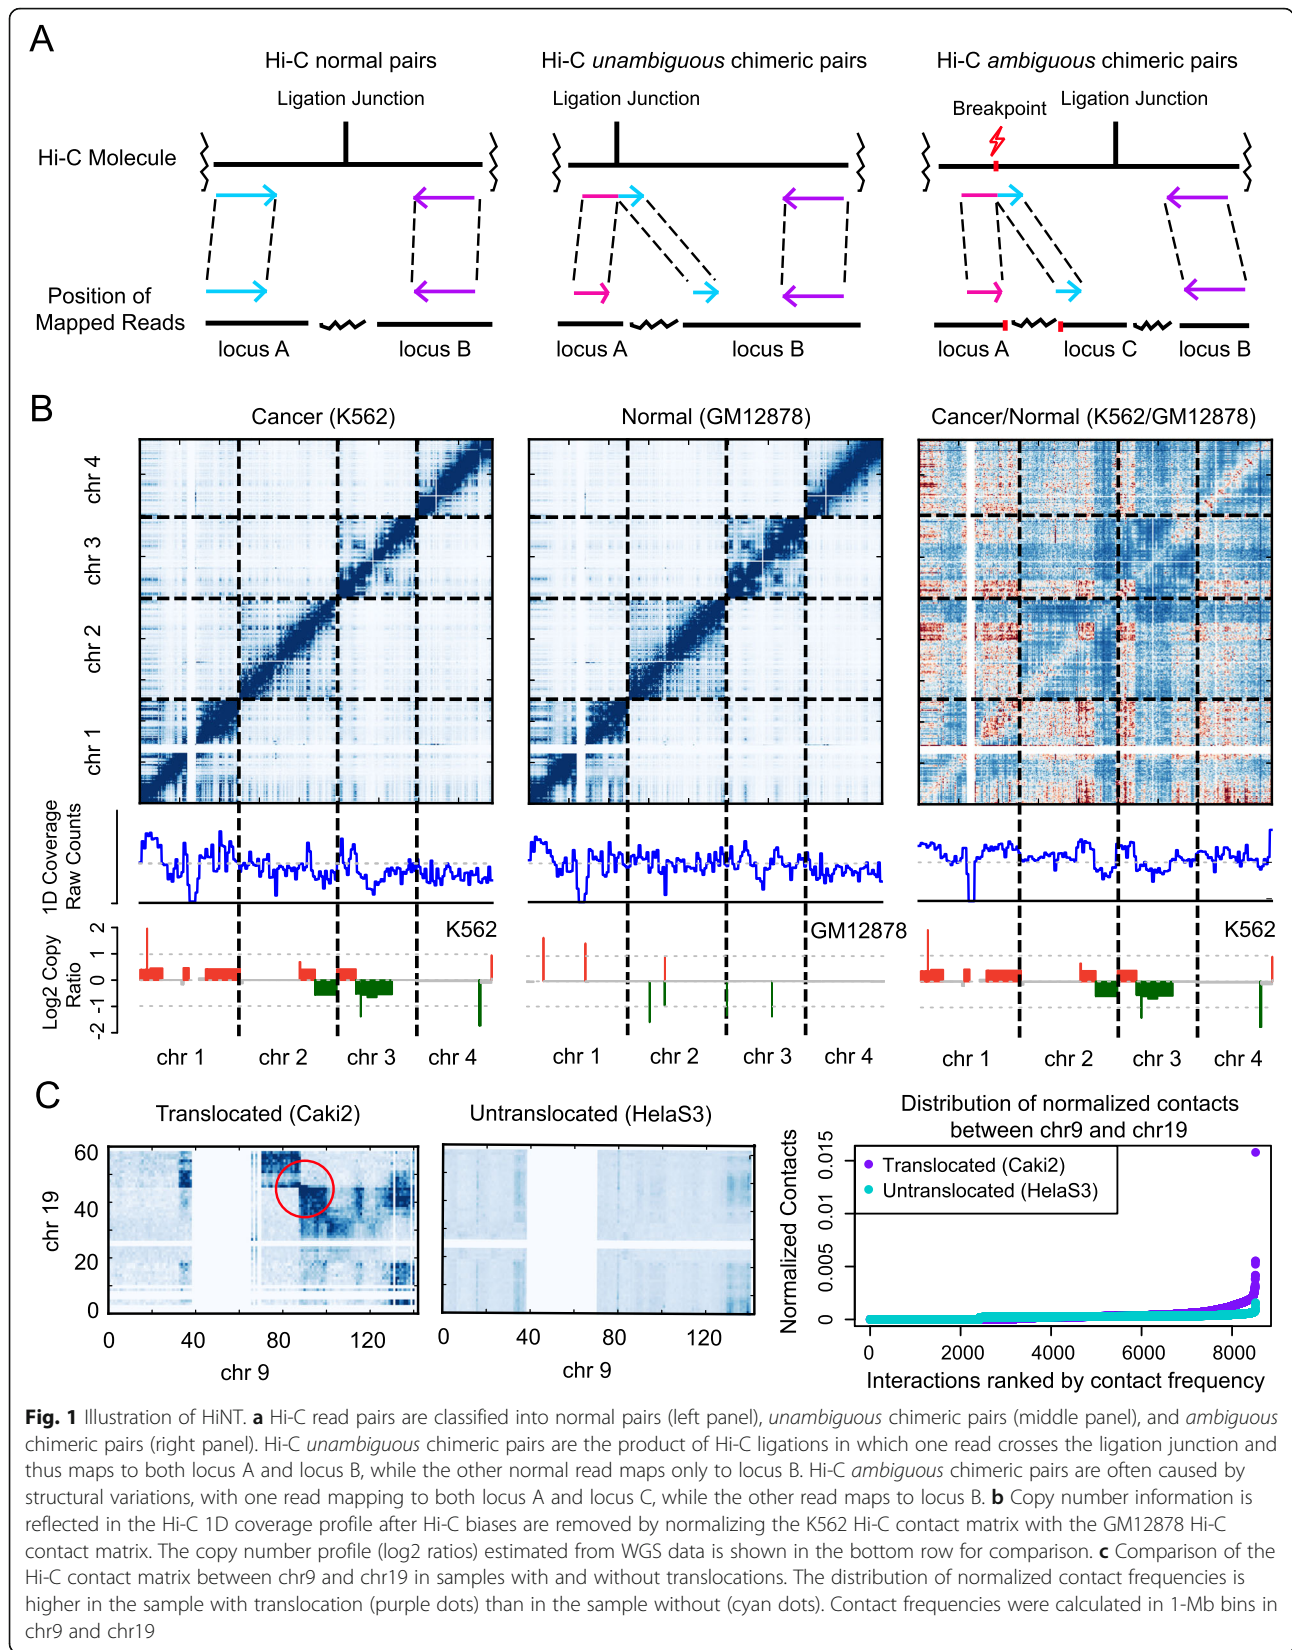 A
Hi-C normal pairs
Hi-C unambiguous chimeric pairs
Hi-C ambiguous chimeric pairs
Ligation Junction
Ligation Junction
Breakpoint
Ligation Junction
Hi-C Molecule
Position of
Mapped Reads
locus A
locus B
locus A
locus B
locus A
locus C
locus B
B
Cancer (K562)
Normal (GM12878)
Cancer/Normal (K562/GM12878)
chr 4
chr 3
chr 2
chr 1
1D Coverage
Raw Counts
Log2 Copy
Ratio
2
1
0
-1
-2
K562
GM12878
K562
chr 1
chr 2
chr 3
chr 4
chr 1
chr 2
chr 3
chr 4
chr 1
chr 2
chr 3
chr 4
C
Translocated (Caki2)
Untranslocated (HelaS3)
Distribution of normalized contacts
between chr9 and chr19
chr 19
60
40
20
0
0
40
80
120
chr 9
0
40
80
120
chr 9
Normalized Contacts
0.015
0.01
0.005
0
Translocated (Caki2)
Untranslocated (HelaS3)
0
2000
4000
6000
8000
Interactions ranked by contact frequency
Fig. 1 Illustration of HiNT. a Hi-C read pairs are classified into normal pairs (left panel), unambiguous chimeric pairs (middle panel), and ambiguous
chimeric pairs (right panel). Hi-C unambiguous chimeric pairs are the product of Hi-C ligations in which one read crosses the ligation junction and
thus maps to both locus A and locus B, while the other normal read maps only to locus B. Hi-C ambiguous chimeric pairs are often caused by
structural variations, with one read mapping to both locus A and locus C, while the other read maps to locus B. b Copy number information is
reflected in the Hi-C 1D coverage profile after Hi-C biases are removed by normalizing the K562 Hi-C contact matrix with the GM12878 Hi-C
contact matrix. The copy number profile (log2 ratios) estimated from WGS data is shown in the bottom row for comparison. c Comparison of the
Hi-C contact matrix between chr9 and chr19 in samples with and without translocations. The distribution of normalized contact frequencies is
higher in the sample with translocation (purple dots) than in the sample without (cyan dots). Contact frequencies were calculated in 1-Mb bins in
chr9 and chr19